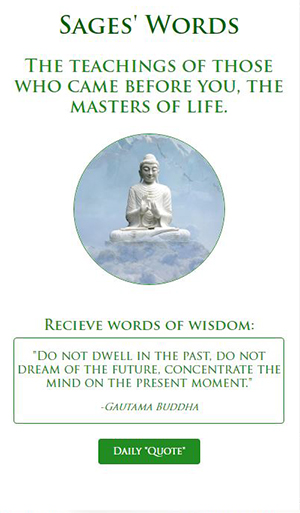 Sages' Words
The teachings of those
who came before you, the
masters of life.
Recieve words of wisdom:
"Do not dwell in the past, do not
dream of the future, concentrate the
mind on the present moment."
-Gautama Buddha
Daily "Quote"